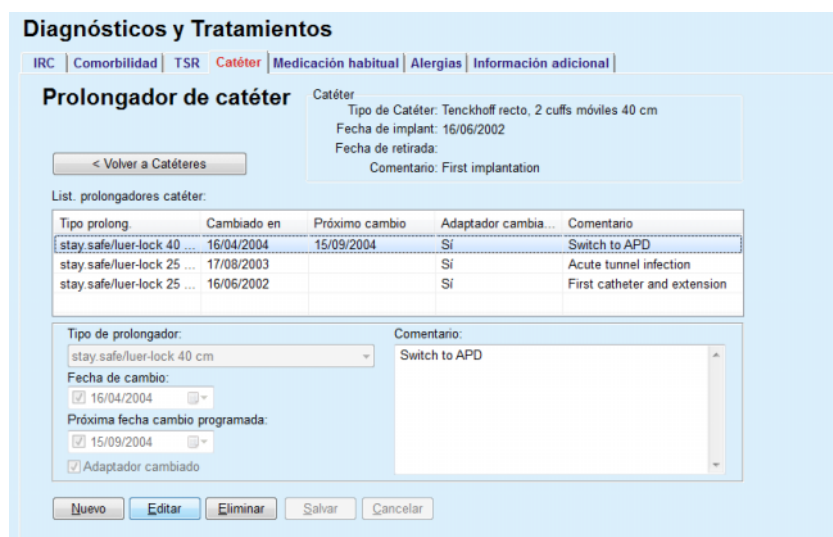 Diagnósticos y Tratamientos
IRC Comorbilidad TSR Catéter Medicación habitual Alergias Información adicional
Prolongador de catéter
Catéter
Tipo de Catéter: Tenckhoff recto, 2 cuffs móviles 40 cm
Fecha de implant: 16/06/2002
Fecha de retirada:
Comentario: First implantation
< Volver a Catéteres
List. prolongadores catéter:
Tipo prolong. Cambiado en Próximo cambio Adaptador cambia... Comentario
stay.safe/luer-lock 40 ... 16/04/2004 15/09/2004 Sí Switch to APD
stay.safe/luer-lock 25 ... 17/08/2003 Sí Acute tunnel infection
stay.safe/luer-lock 25 ... 16/06/2002 Sí First catheter and extension
Tipo de prolongador:
stay.safe/luer-lock 40 cm
Fecha de cambio:
16/04/2004
Próxima fecha cambio programada:
15/09/2004
Adaptador cambiado
Comentario:
Switch to APD
Nuevo Editar Eliminar Salvar Cancelar